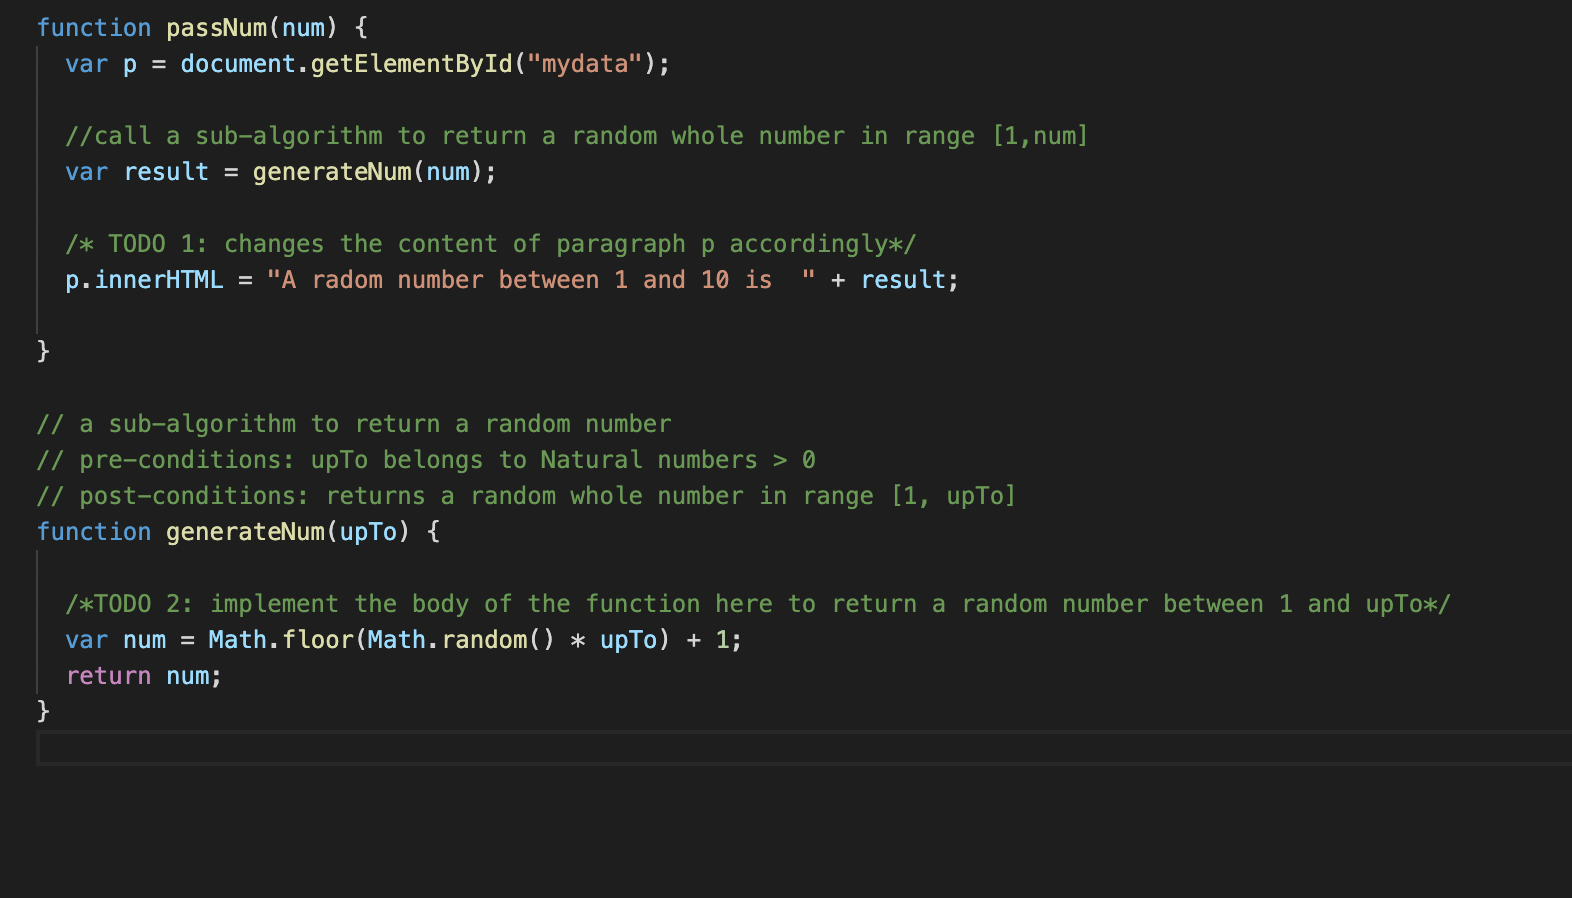 function passNum(num) {
  var p = document.getElementById("mydata");
  //call a sub-algorithm to return a random whole number in range [1,num]
  var result = generateNum(num);
  /* TODO 1: changes the content of paragraph p accordingly*/
  p.innerHTML = "A radom number between 1 and 10 is  " + result;
}
// a sub-algorithm to return a random number
// pre-conditions: upTo belongs to Natural numbers > 0
// post-conditions: returns a random whole number in range [1, upTo]
function generateNum(upTo) {
  /*TODO 2: implement the body of the function here to return a random number between 1 and upTo*/
  var num = Math.floor(Math.random() * upTo) + 1;
  return num;
}